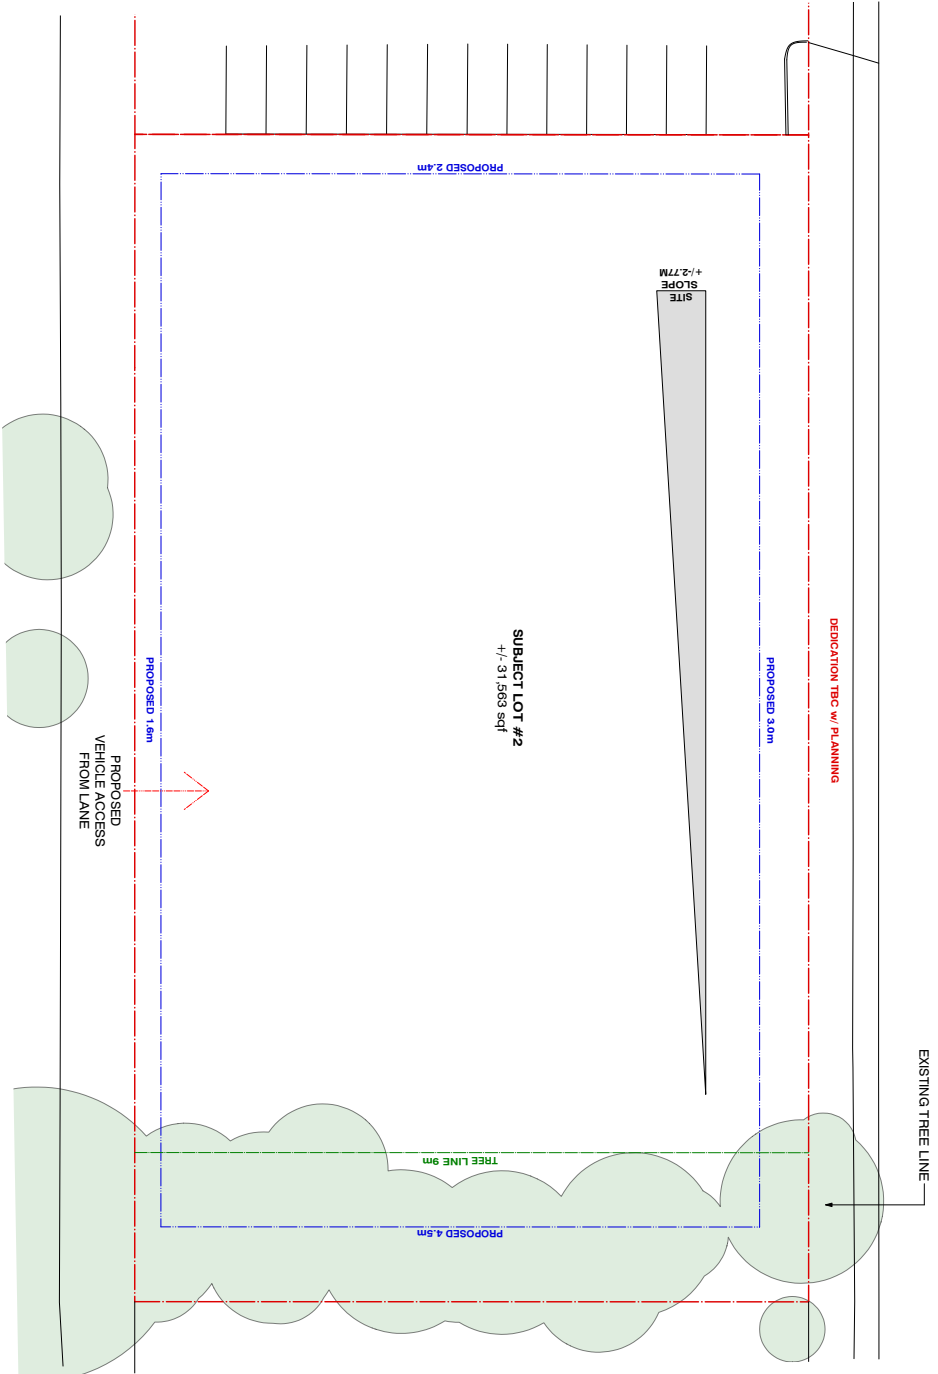 PROPOSED 2.4m
SITE
SLOPE
+/-2.77M
SUBJECT LOT #2
+/- 31,563 sqf
PROPOSED 1.6m
PROPOSED 3.0m
DEDICATION TBC w/ PLANNING
PROPOSED
VEHICLE ACCESS
FROM LANE
EXISTING TREE LINE
TREE LINE 9m
PROPOSED 4.5m